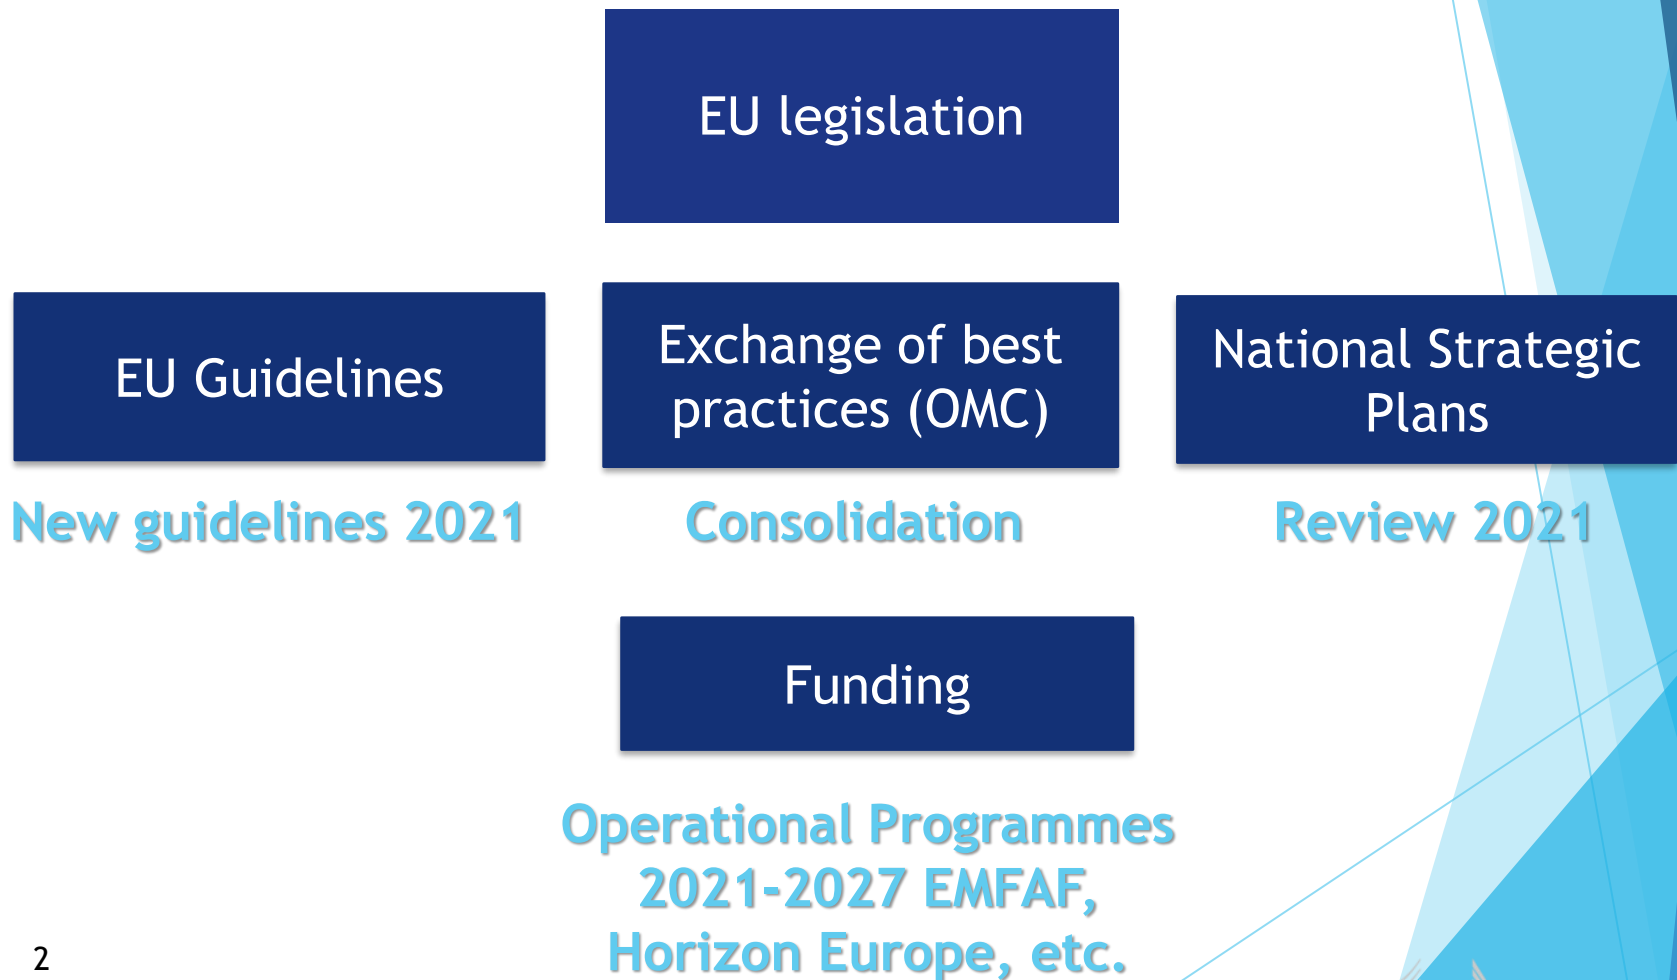 EU legislation
EU Guidelines
Exchange of best
practices (OMC)
National Strategic
Plans
New guidelines 2021
Consolidation
Review 2021
Funding
Operational Programmes
2021-2027 EMFAF,
Horizon Europe, etc.
2